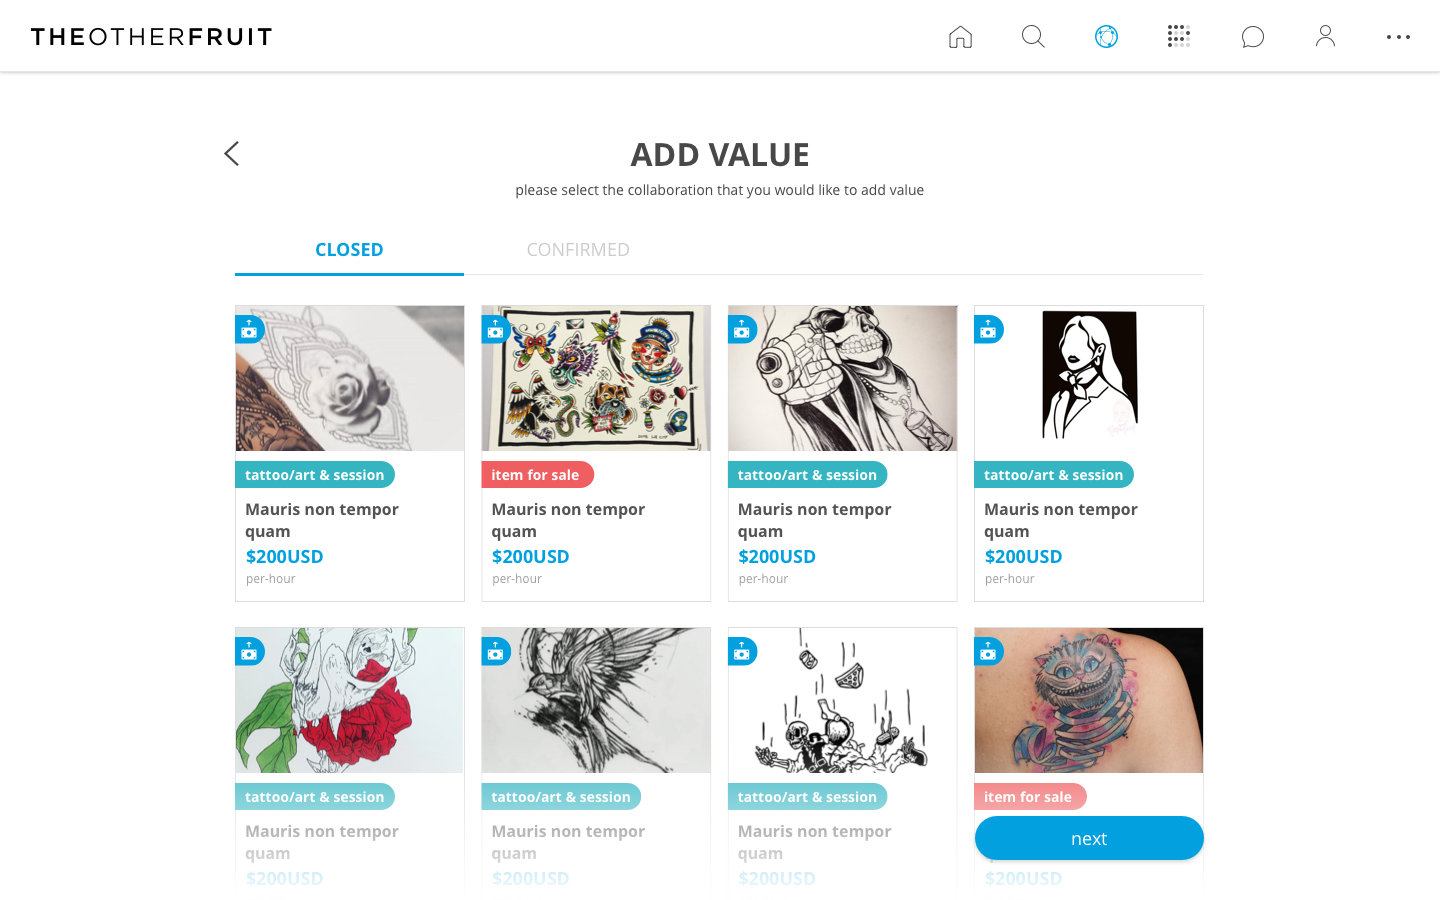 THEOTHERFRUIT
ADD VALUE
please select the collaboration that you would like to add value
CLOSED
CONFIRMED
tattoo/art & session
Mauris non tempor
quam
$200USD
per-hour
item for sale
Mauris non tempor
quam
$200USD
per-hour
tattoo/art & session
Mauris non tempor
quam
$200USD
per-hour
tattoo/art & session
Mauris non tempor
quam
$200USD
per-hour
tattoo/art & session
Mauris non tempor
quam
$200USD
tattoo/art & session
Mauris non tempor
quam
$200USD
tattoo/art & session
Mauris non tempor
quam
$200USD
item for sale
next
$200USD